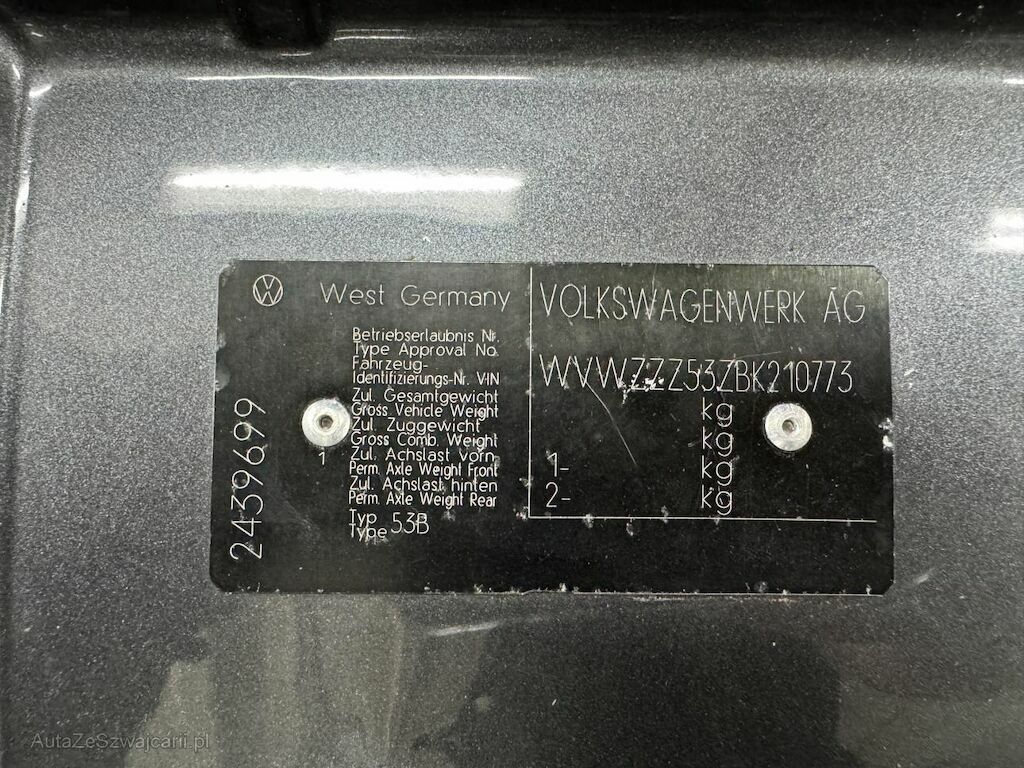 West Germany
VOLKSWAGENWERK AG
Betriebserlaubnis Nr.
Type Approval No.
Fahrzeug-
Identifizierungs-Nr. VIN
WVWZZZ53ZBK210773
Zul. Gesamtgewicht
Gross Vehicle Weight
kg
Zul. Zuggewicht
Gross Comb. Weight
kg
Zul. Achslast vorn
1
Perm. Axle Weight Front
1- kg
Zul. Achslast hinten
Perm. Axle Weight Rear
2- kg
Typ
Type 53B
2439699
AutaZeSzwajcarii.pl